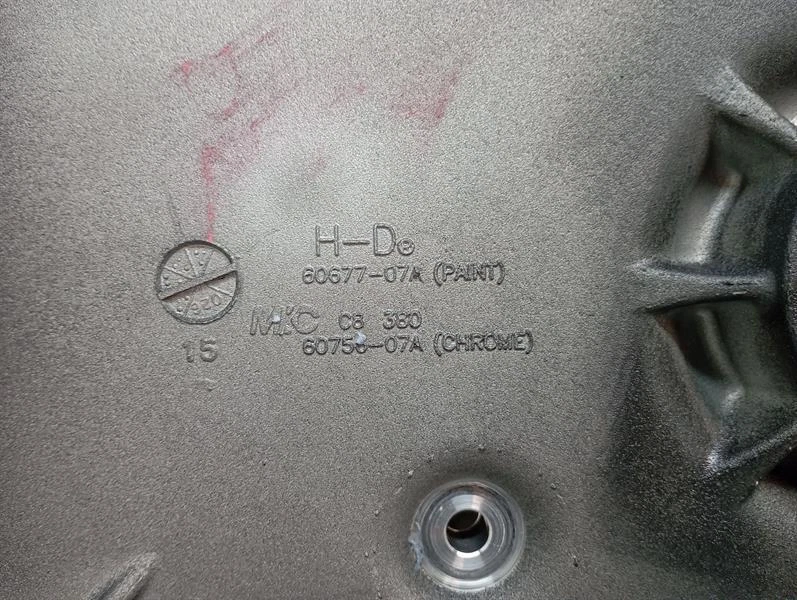 H-D®
60677-07A (PAINT)
MKC C8 380
60756-07A (CHROME)
15